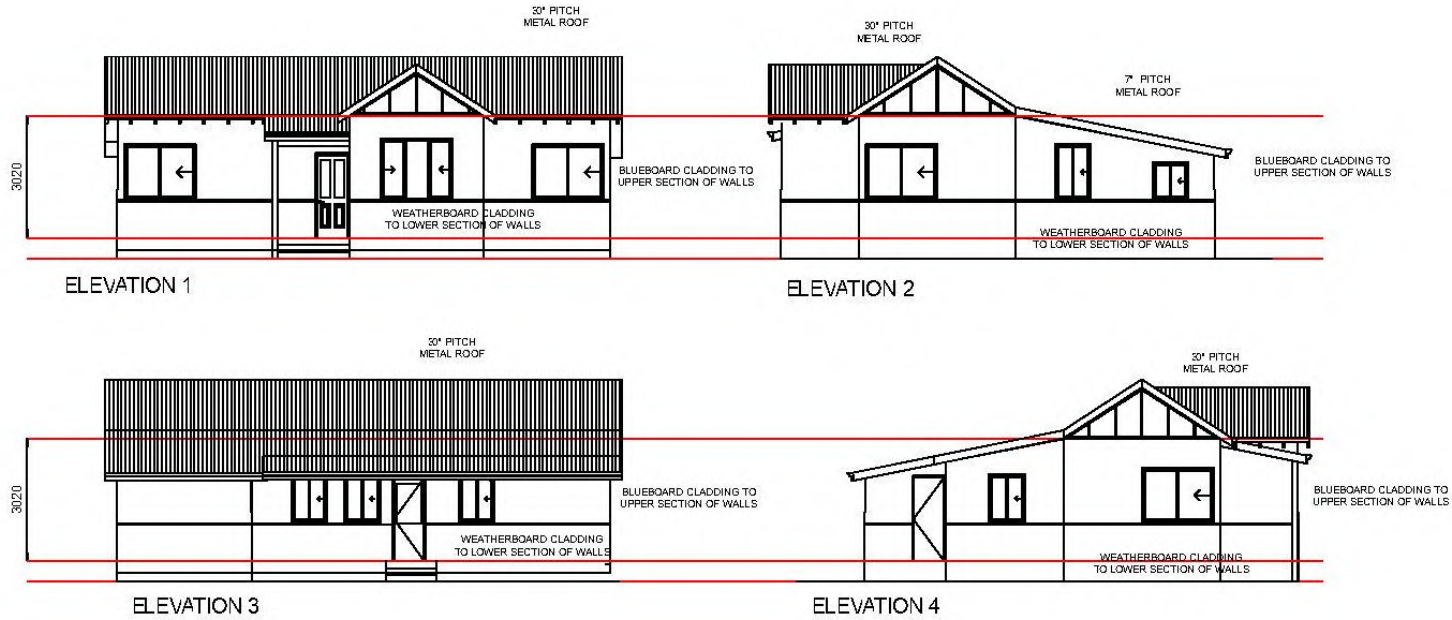 30° PITCH
METAL ROOF
3020
BLUEBOARD CLADDING TO
UPPER SECTION OF WALLS
WEATHERBOARD CLADDING
TO LOWER SECTION OF WALLS
ELEVATION 1
30° PITCH
METAL ROOF
7° PITCH
METAL ROOF
BLUEBOARD CLADDING TO
UPPER SECTION OF WALLS
WEATHERBOARD CLADDING
TO LOWER SECTION OF WALLS
ELEVATION 2
30° PITCH
METAL ROOF
3020
BLUEBOARD CLADDING TO
UPPER SECTION OF WALLS
WEATHERBOARD CLADDING
TO LOWER SECTION OF WALLS
ELEVATION 3
30° PITCH
METAL ROOF
BLUEBOARD CLADDING TO
UPPER SECTION OF WALLS
WEATHERBOARD CLADDING
TO LOWER SECTION OF WALLS
ELEVATION 4